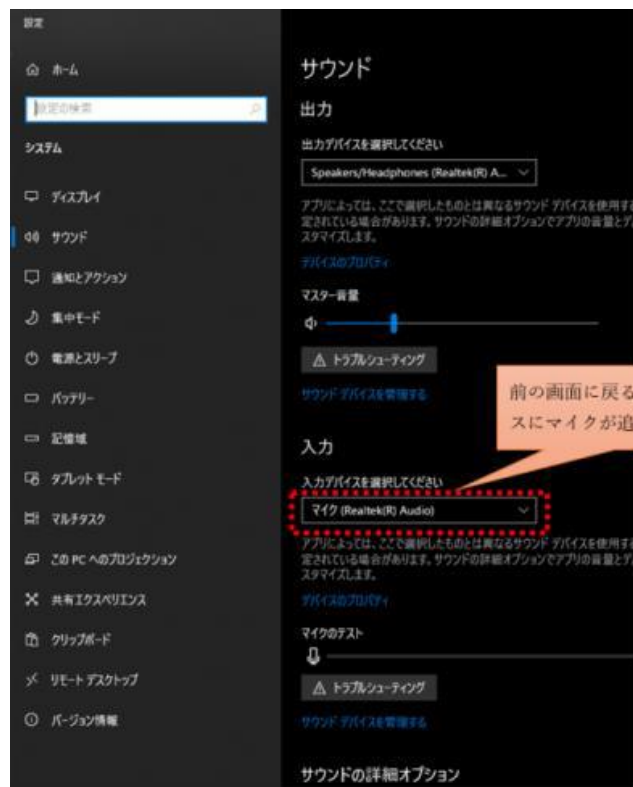 設定
ホーム
設定の検索
システム
ディスプレイ
サウンド
通知とアクション
集中モード
電源とスリープ
バッテリー
記憶域
タブレット モード
マルチタスク
この PC へのプロジェクション
共有エクスペリエンス
クリップボード
リモート デスクトップ
バージョン情報
サウンド
出力
出力デバイスを選択してください
Speakers/Headphones (Realtek(R) A...
アプリによっては、ここで選択したものとは異なるサウンド デバイスを使用する
定されている場合があります。サウンドの詳細オプションでアプリの音量とデ
スタマイズします。
デバイスのプロパティ
マスター音量
トラブルシューティング
サウンド デバイスを管理する
前の画面に戻る
スにマイクが追
入力
入力デバイスを選択してください
マイク (Realtek(R) Audio)
アプリによっては、ここで選択したものとは異なるサウンド デバイスを使用する
定されている場合があります。サウンドの詳細オプションでアプリの音量とデ
スタマイズします。
デバイスのプロパティ
マイクのテスト
トラブルシューティング
サウンド デバイスを管理する
サウンドの詳細オプション